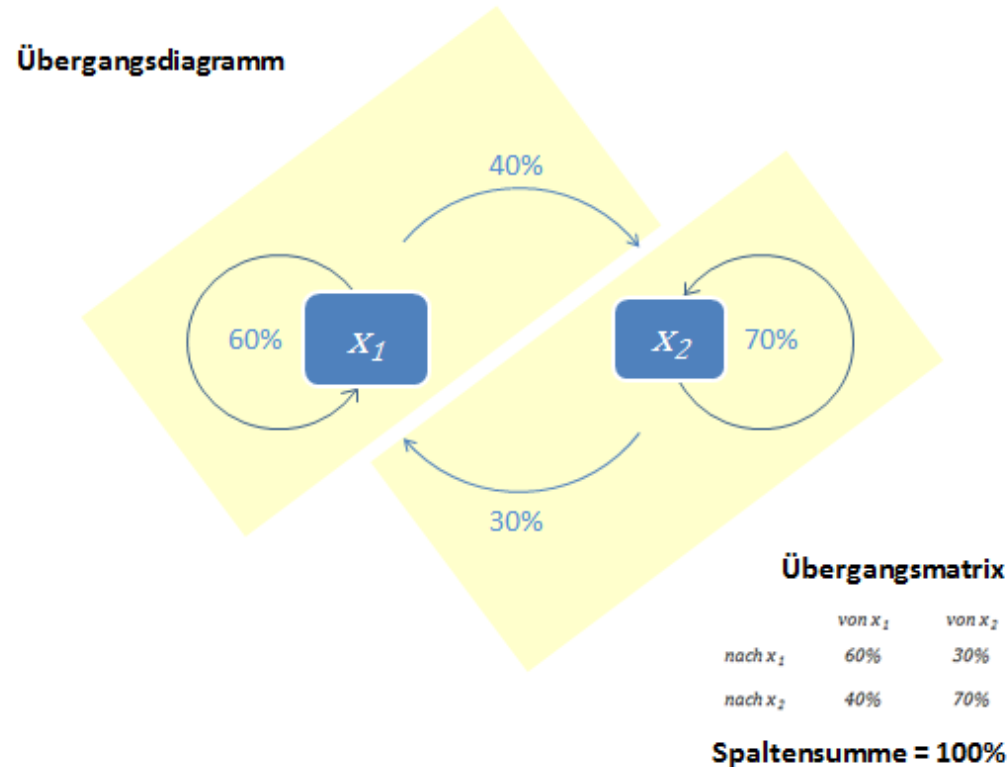 Übergangsdiagramm
40%
60%
x1
x2
70%
30%
Übergangsmatrix
von x1 von x2
nach x1 60% 30%
nach x2 40% 70%
Spaltensumme = 100%